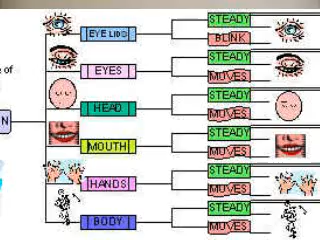 EYE LIDS
STEADY
BLINK
e of
EYES
STEADY
MOVES
HEAD
STEADY
MOVES
N
MOUTH
STEADY
MOVES
HANDS
STEADY
MOVES
BODY
STEADY
MOVES